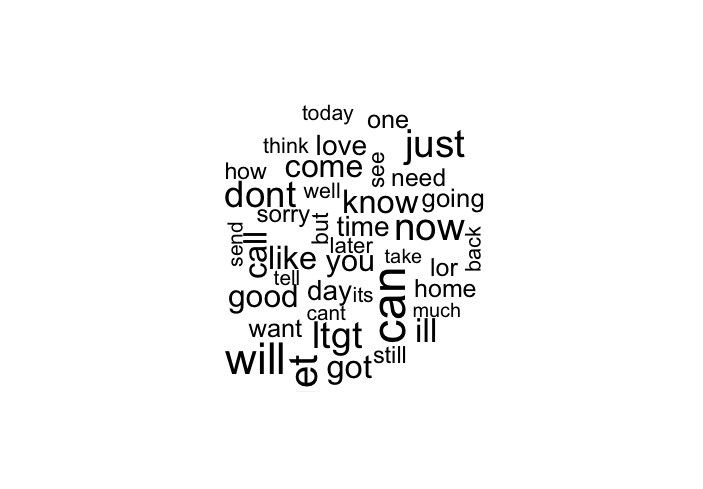 today one
think love just
how come see need
dont well know going
sorry but time now
send call like later you take lor back
tell
good day its can home
cant much
want ltgt ill
will et got still